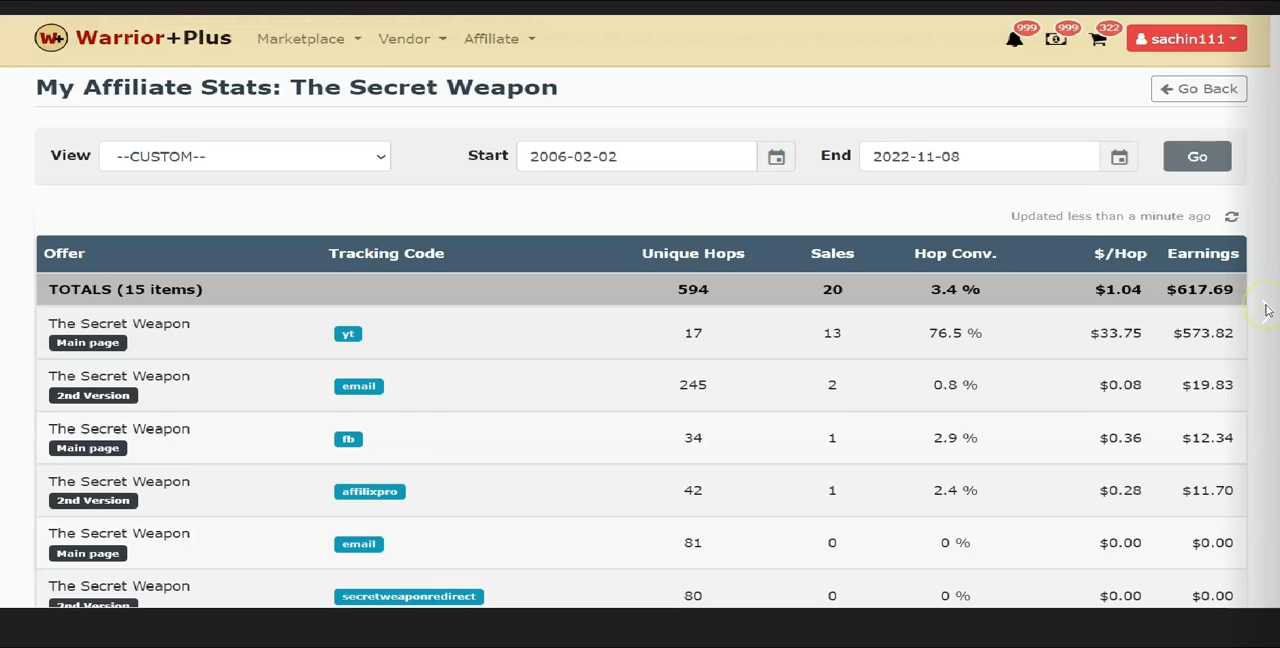 Warrior+Plus Marketplace Vendor Affiliate 999 999 322 sachin111
My Affiliate Stats: The Secret Weapon Go Back
View --CUSTOM-- Start 2006-02-02 End 2022-11-08 Go
Updated less than a minute ago
Offer Tracking Code Unique Hops Sales Hop Conv. $/Hop Earnings
TOTALS (15 items) 594 20 3.4 % $1.04 $617.69
The Secret Weapon
Main page yt 17 13 76.5 % $33.75 $573.82
The Secret Weapon
2nd Version email 245 2 0.8 % $0.08 $19.83
The Secret Weapon
Main page fb 34 1 2.9 % $0.36 $12.34
The Secret Weapon
2nd Version affilixpro 42 1 2.4 % $0.28 $11.70
The Secret Weapon
Main page email 81 0 0 % $0.00 $0.00
The Secret Weapon
2nd Version secretweaponredirect 80 0 0 % $0.00 $0.00